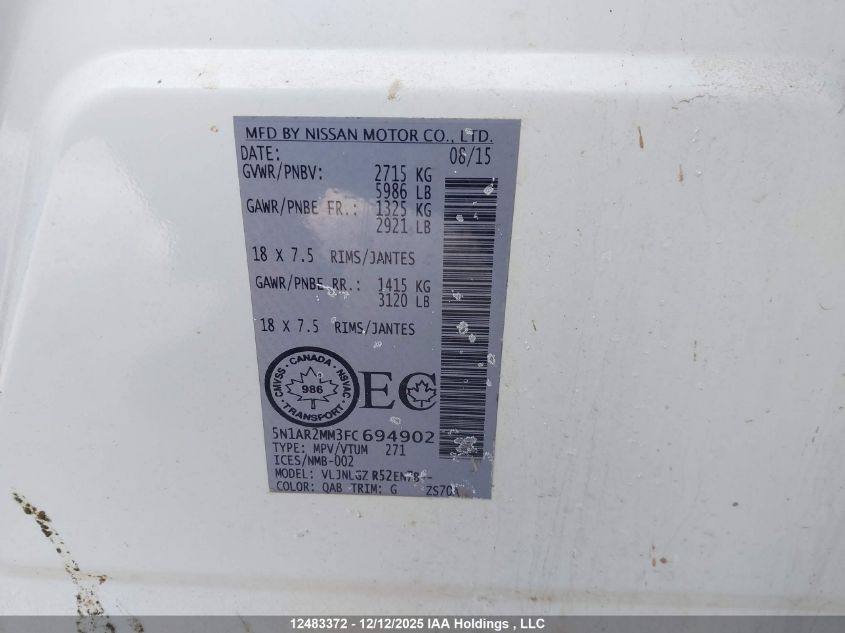 MFD BY NISSAN MOTOR CO., LTD.
DATE: 08/15
GVWR/PNBV: 2715 KG
5986 LB
GAWR/PNBE FR.: 1325 KG
2921 LB
18 X 7.5 RIMS/JANTES
GAWR/PNBE RR.: 1415 KG
3120 LB
18 X 7.5 RIMS/JANTES
CMVSS · CANADA · NSVAC
986
TRANSPORT
EC
5N1AR2MM3FC694902
TYPE: MPV/VTUM 271
ICES/NMB-002
MODEL: VLJNLGZ
COLOR: QAB TRIM: G
12483372 - 12/12/2025 IAA Holdings , LLC